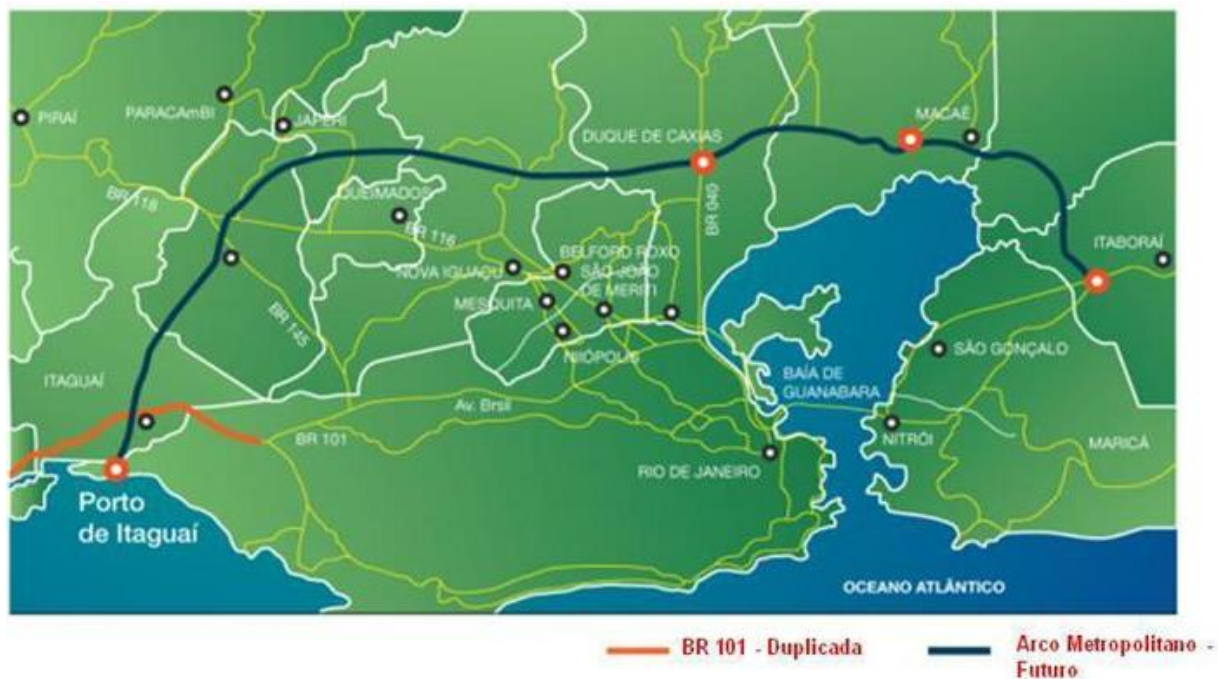 PIRAÍ
PARACAmBI
JAPERI
DUQUE DE CAXIAS
MACAÉ
BR 118
QUEIMADOS
BR 116
BR 040
ITABORAÍ
NOVA IGUAÇU
BELFORD ROXO
SÃO JOÃO
DE MERITI
MESQUITA
BR 145
NIIÓPOLIS
SÃO GONÇALO
ITAGUAÍ
BAÍA DE
GUANABARA
Av. Brsil
BR 101
NITRÓI
MARICÁ
RIO DE JANEIRO
Porto
de Itaguaí
OCEANO ATLÂNTICO
BR 101 - Duplicada
Arco Metropolitano -
Futuro